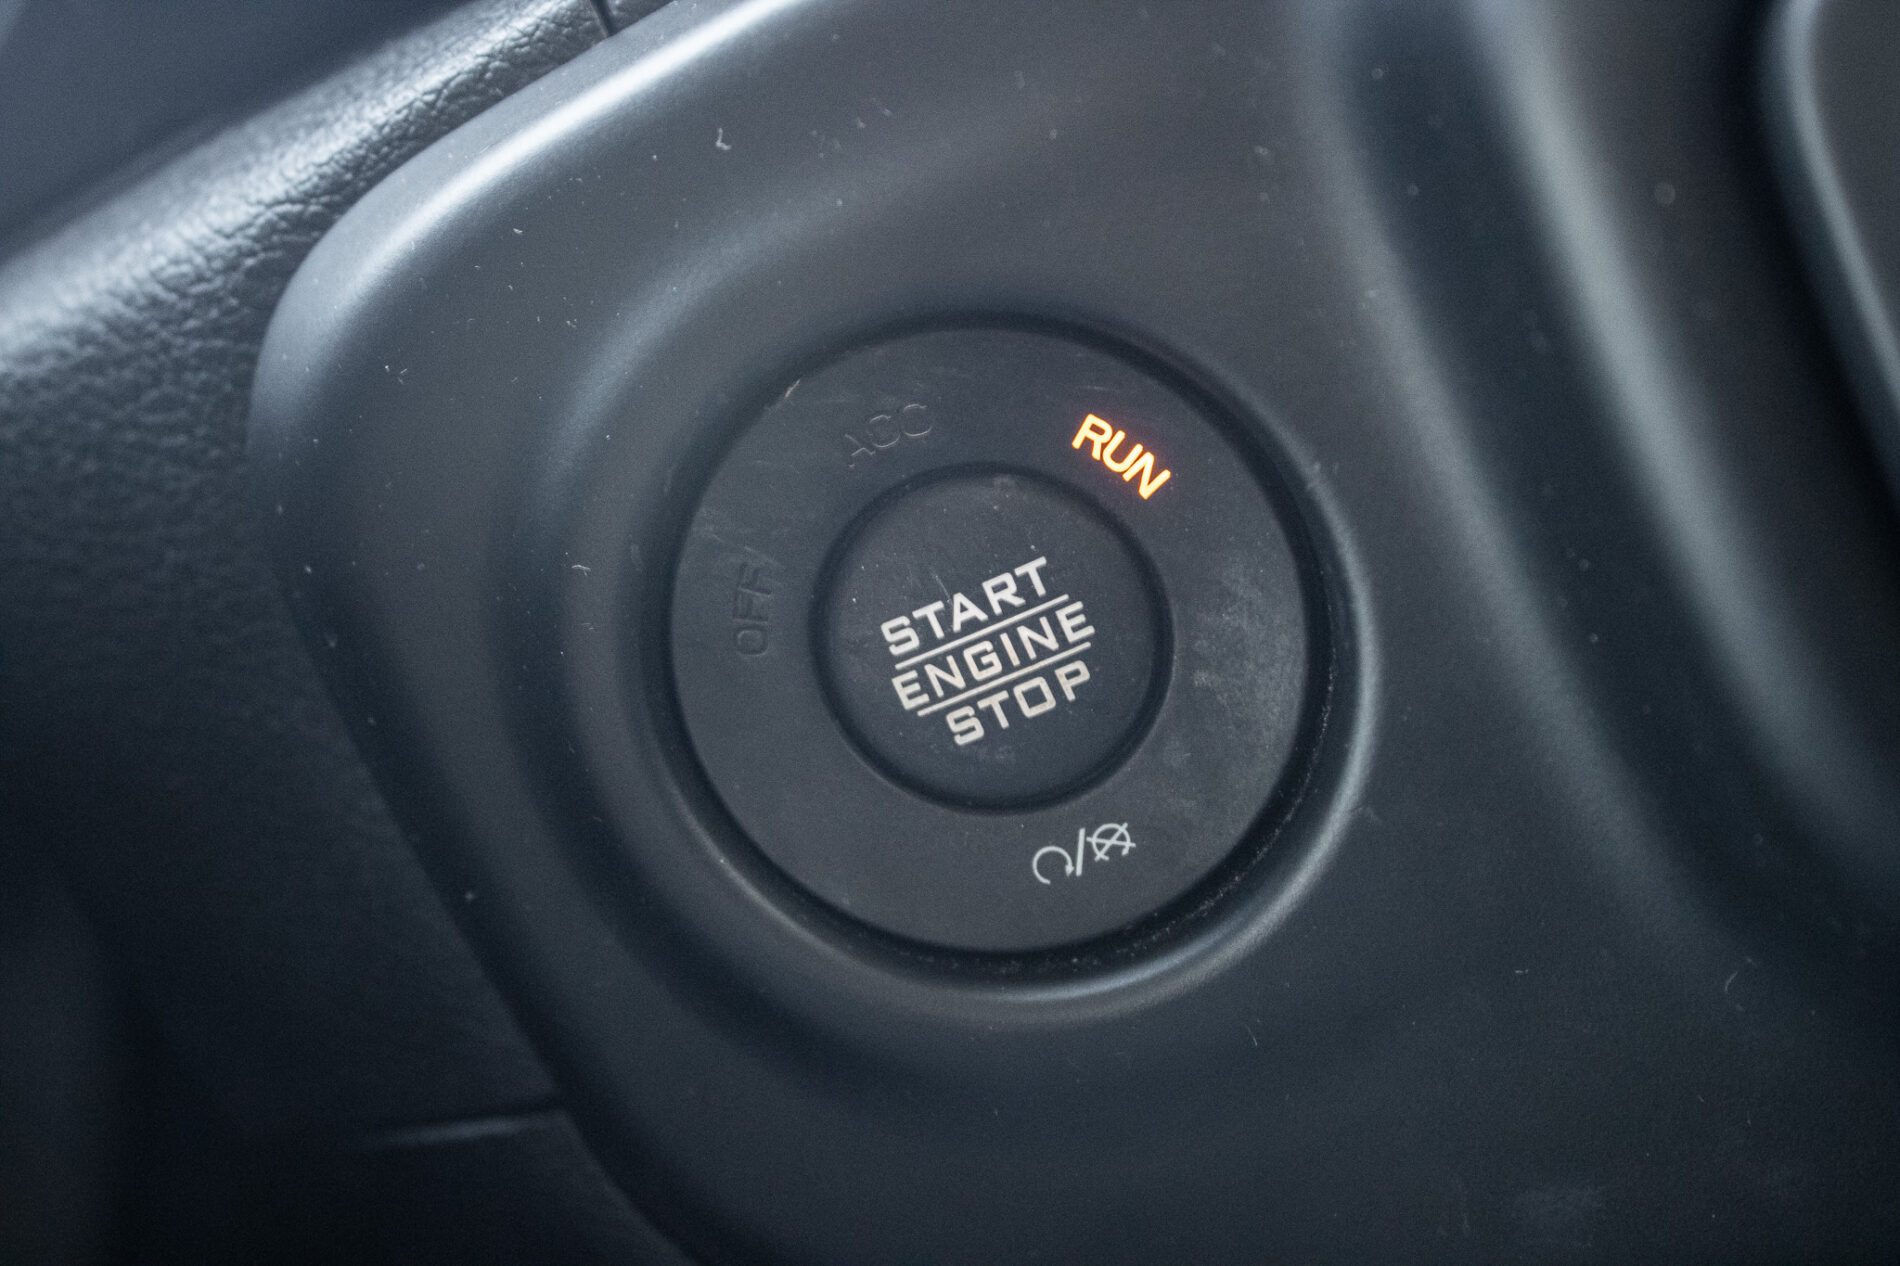 OFF
ACC
RUN
START
ENGINE
STOP